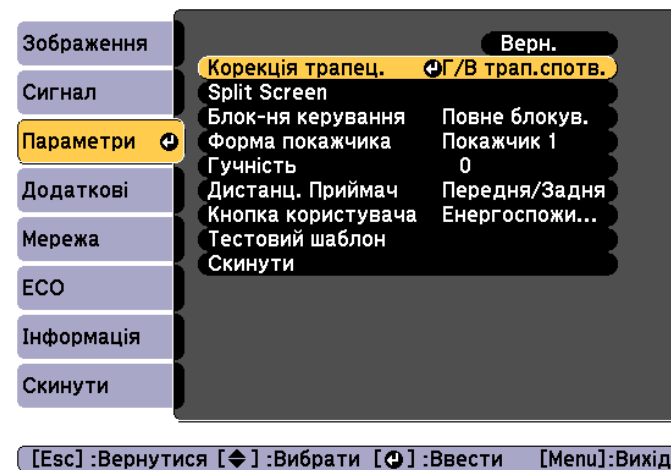 Зображення
Сигнал
Параметри
Додаткові
Мережа
ECO
Інформація
Скинути
Верн.
Корекція трапец. Г/В трап.спотв.
Split Screen
Блок-ня керування Повне блокув.
Форма покажчика Покажчик 1
Гучність 0
Дистанц. Приймач Передня/Задня
Кнопка користувача Енергоспожи...
Тестовий шаблон
Скинути
[Esc] :Вернутися [ ] :Вибрати [ ] :Ввести [Menu]:Вихід